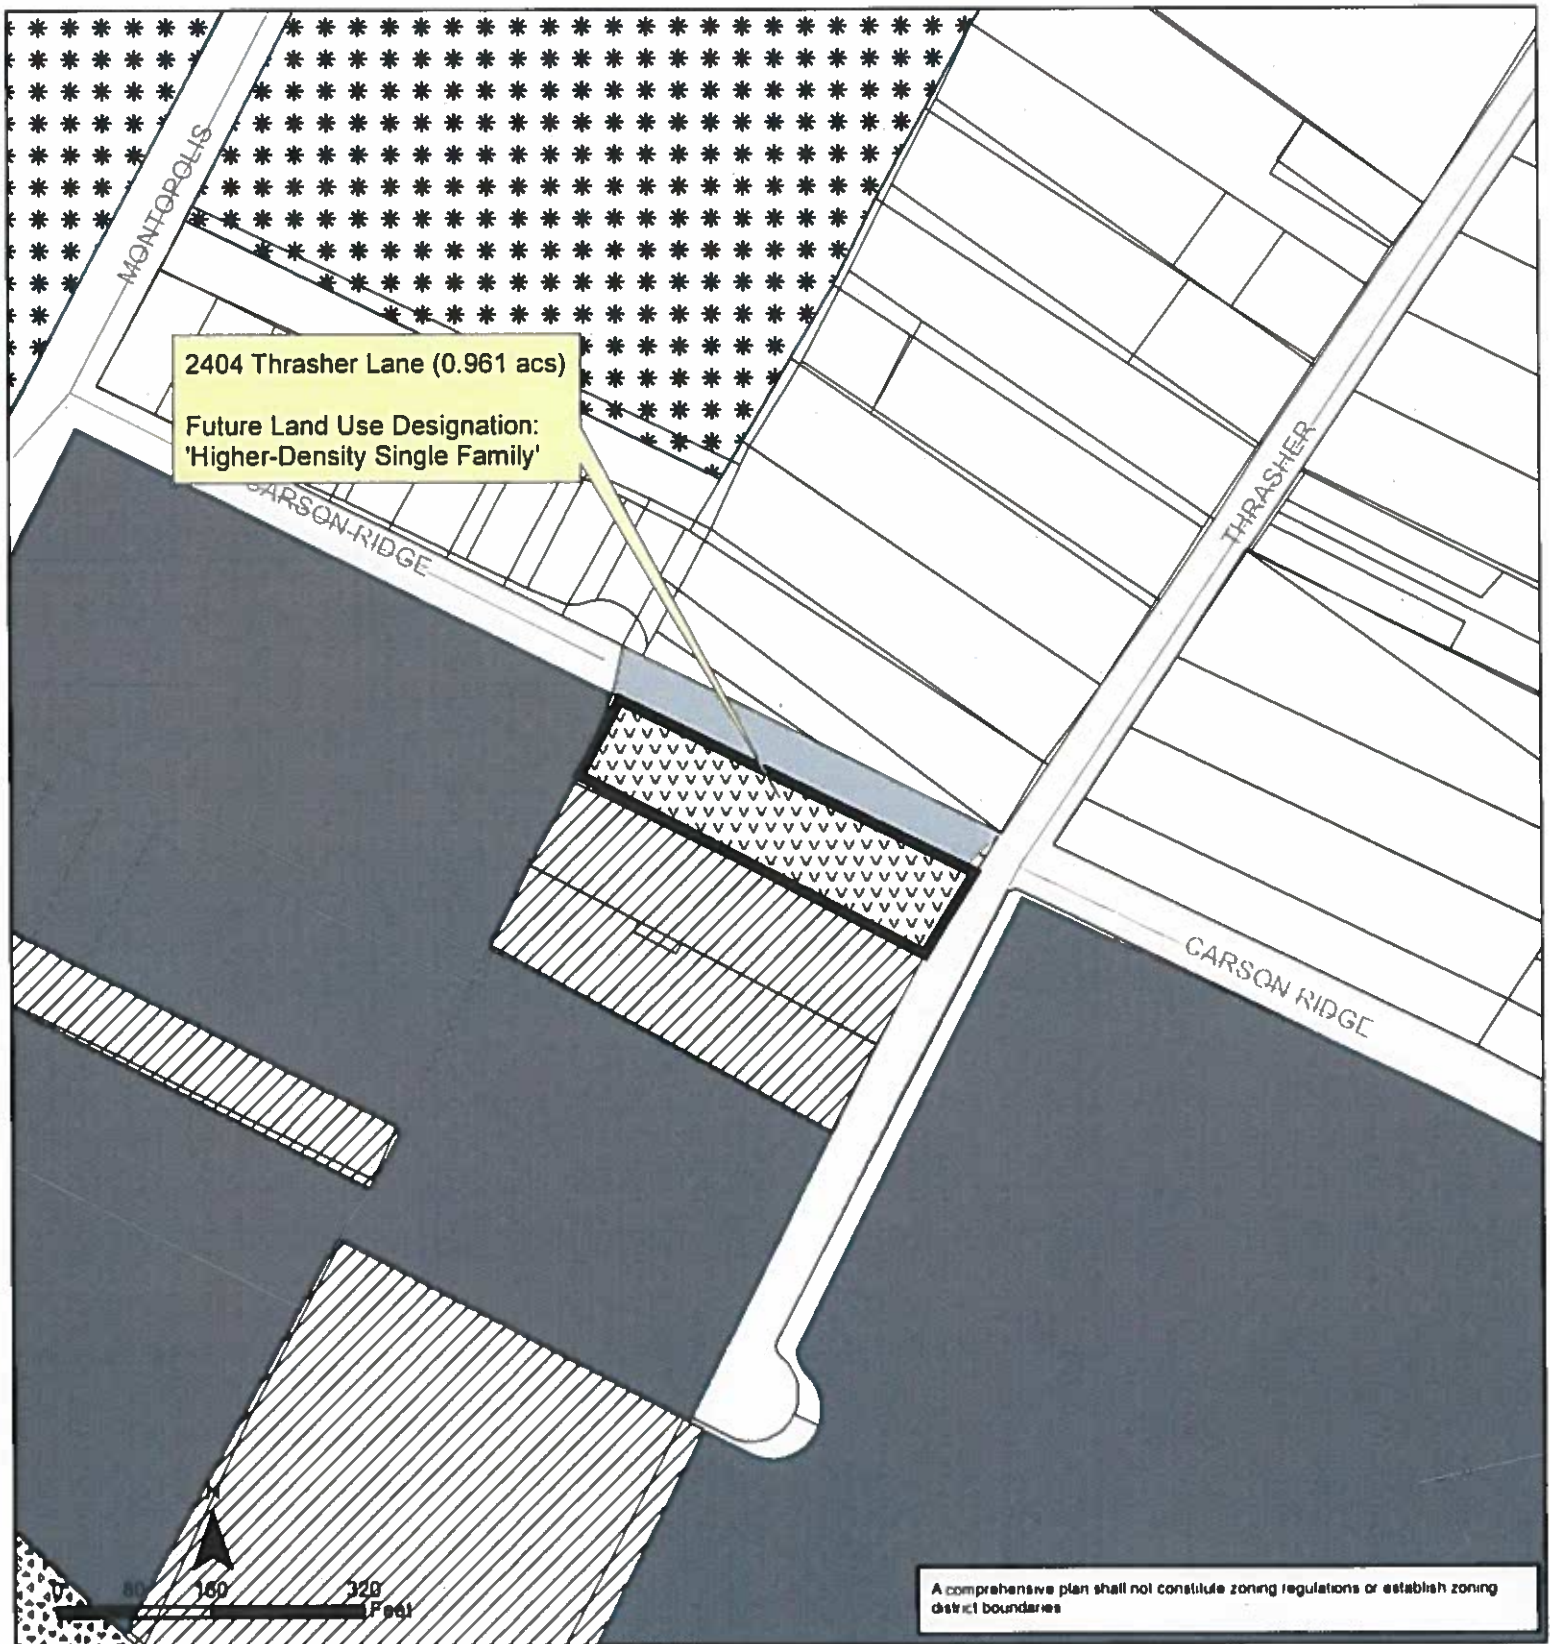 MONTOPOLIS
2404 Thrasher Lane (0.961 acs)
Future Land Use Designation:
'Higher-Density Single Family'
CARSON RIDGE
THRASHER
CARSON RIDGE
N
0 80 160 320
Feet
A comprehensive plan shall not constitute zoning regulations or establish zoning
district boundaries